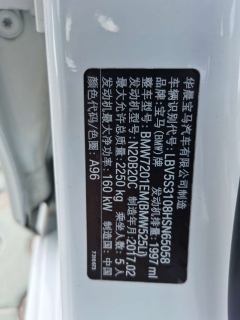 华晨宝马汽车有限公司制造
车辆识别代号: LBV5S3102HSN65058
品牌: 宝马(BMW)牌
整车型号: BMW7201EM(BMW525Li)
发动机型号: N20B20C 发动机排量: 1997 ml
最大允许总质量: 2250 kg 制造年月: 2017.02
发动机最大净功率: 160 kW 乘坐人数: 5人
颜色代码/色圈: A96 中国制造